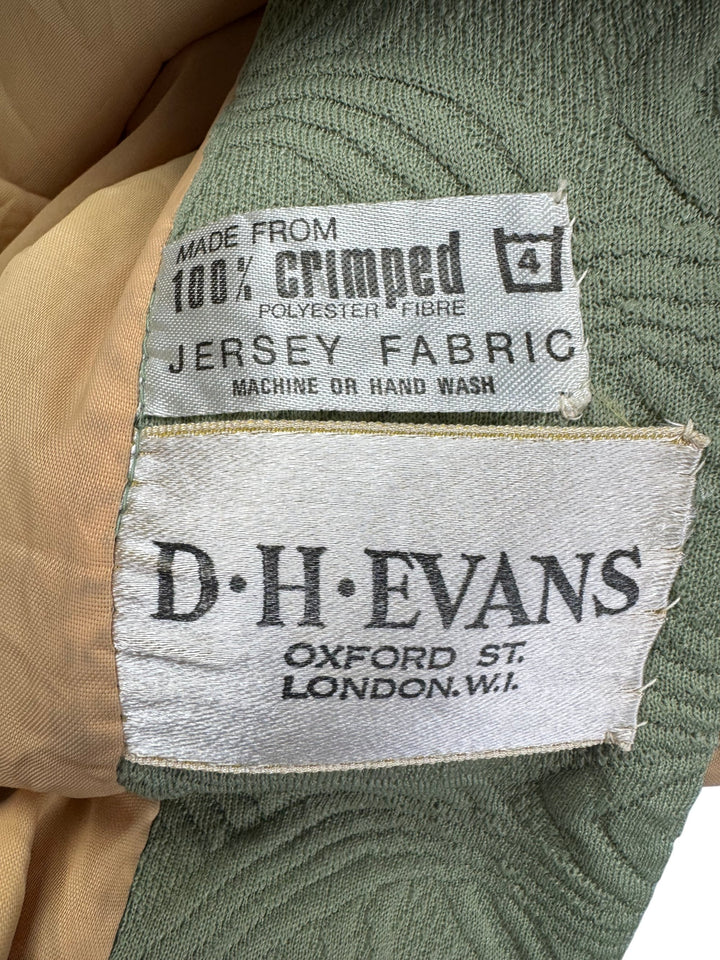 MADE FROM
100% crimped
4
POLYESTER FIBRE
JERSEY FABRIC
MACHINE OR HAND WASH
D·H·EVANS
OXFORD ST.
LONDON.W.I.